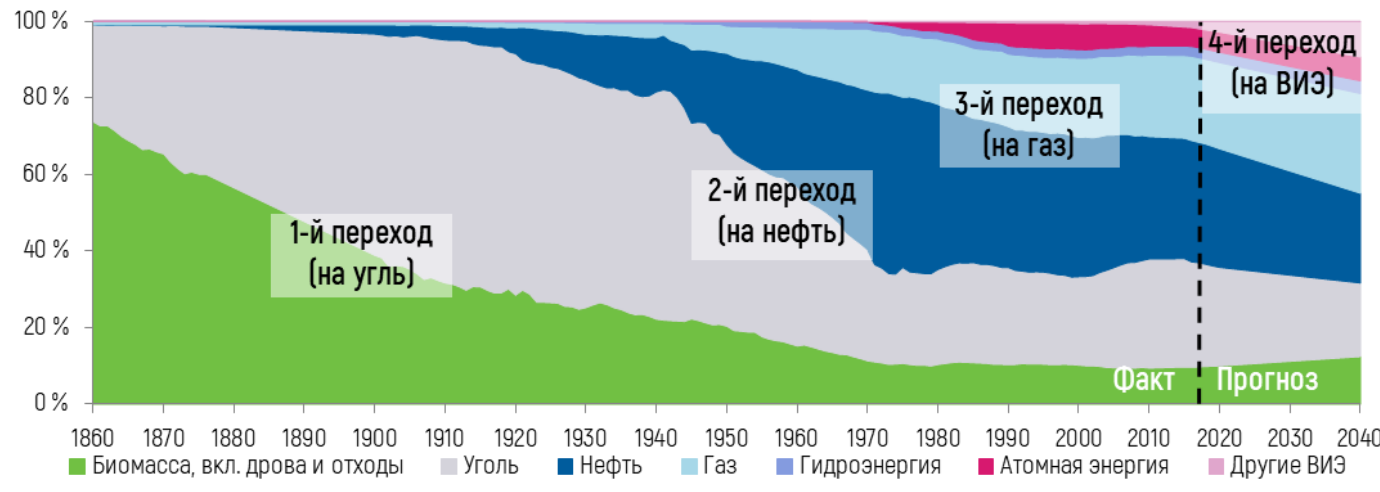 100 %
80 %
60 %
40 %
20 %
0 %
1-й переход
(на угль)
2-й переход
(на нефть)
3-й переход
(на газ)
4-й переход
(на ВИЭ)
Факт Прогноз
1860 1870 1880 1890 1900 1910 1920 1930 1940 1950 1960 1970 1980 1990 2000 2010 2020 2030 2040
Биомасса, вкл. дрова и отходы Уголь Нефть Газ Гидроэнергия Атомная энергия Другие ВИЭ